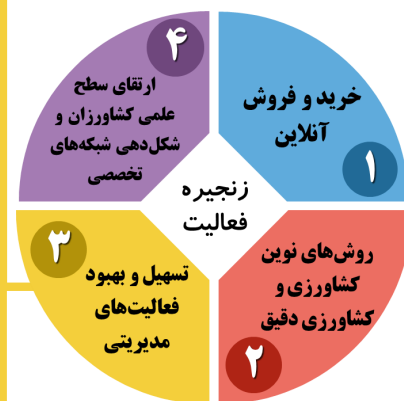 زنجیره
فعالیت
خرید و فروش
آنلاین
۱
روش‌های نوین
کشاورزی و
کشاورزی دقیق
۲
۳
تسهیل و بهبود
فعالیت‌های
مدیریتی
۴
ارتقای سطح
علمی کشاورزان و
شکل‌دهی شبکه‌های
تخصصی